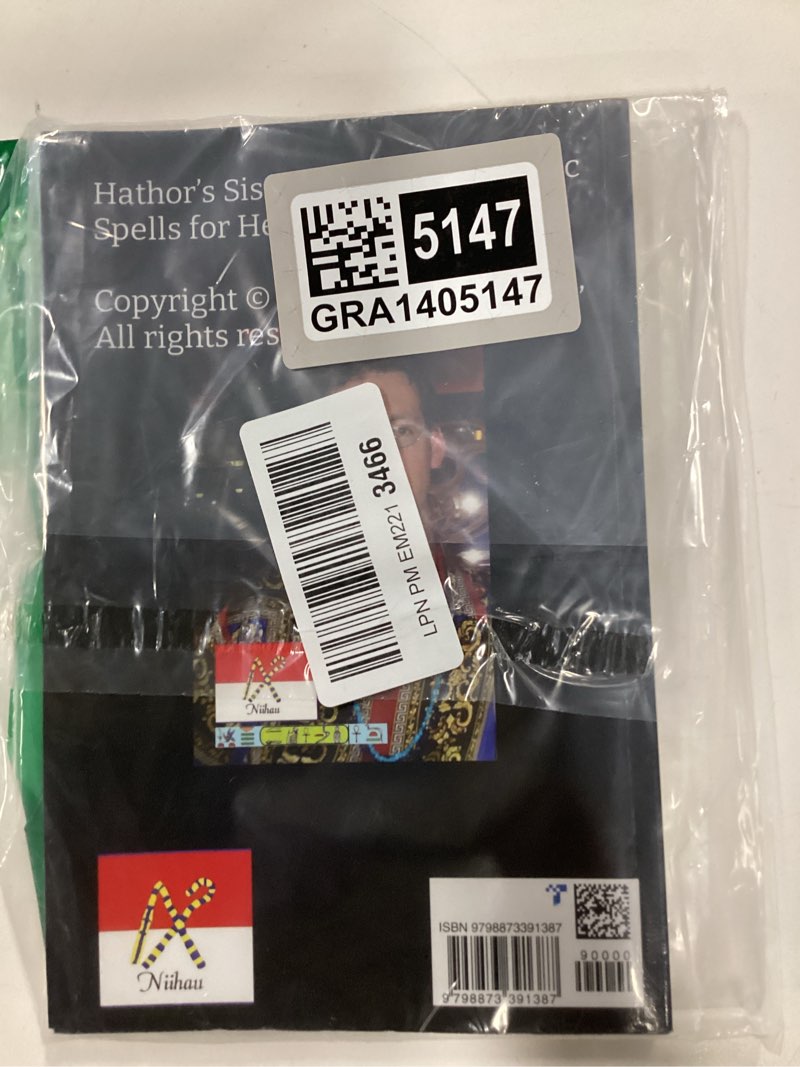 Hathor's Sis
Spells for He
Copyright ©
All rights res
5147
GRA1405147
LPN PM EM221 3466
Niihau
Niihau
ISBN 9798873391387
90000
9 798873 391387